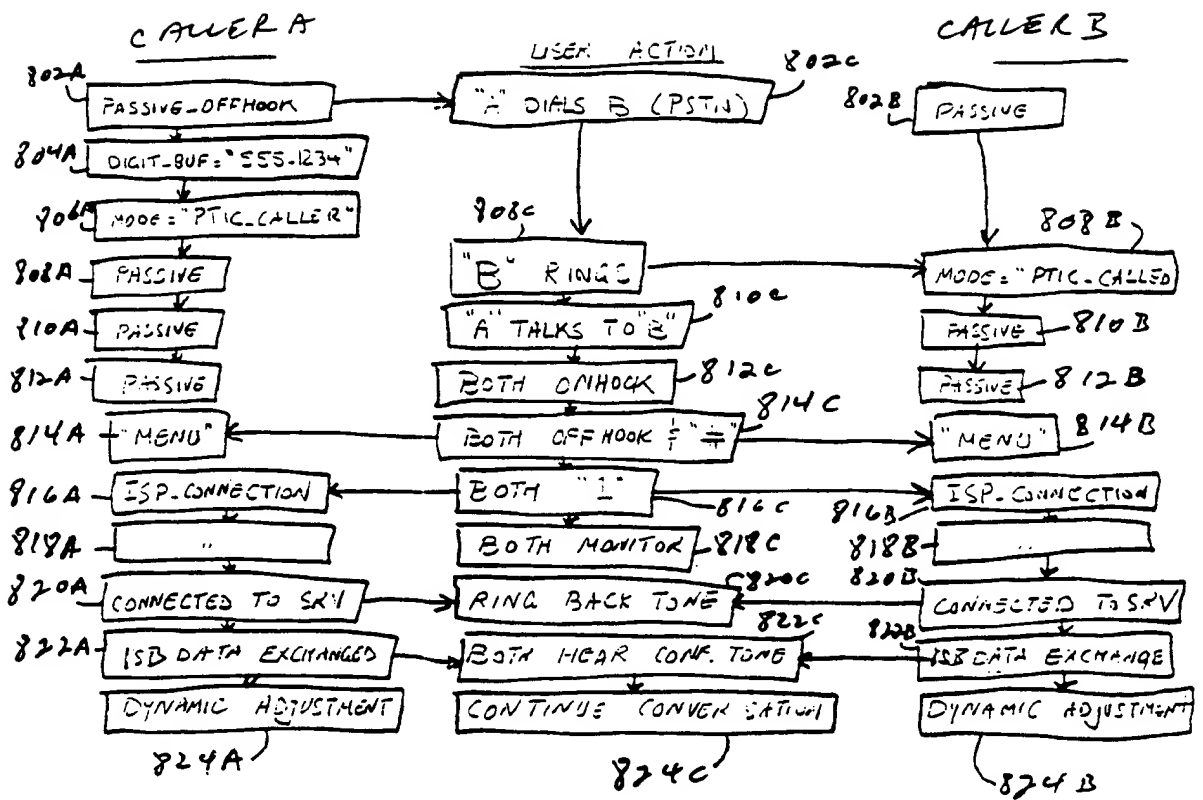 CALLER A
USER ACTION
CALLER B
802A
PASSIVE_OFFHOOK
"A" DIALS B (PSTN)
802C
802B
PASSIVE
804A
DIGIT_BUF="555-1234"
806A
MODE="PTIC_CALLER"
808A
PASSIVE
808C
"B" RINGS
808B
MODE="PTIC_CALLED
810A
PASSIVE
"A" TALKS TO "B"
810C
PASSIVE
810B
812A
PASSIVE
BOTH ONHOOK
812C
PASSIVE
812B
814A
"MENU"
BOTH OFFHOOK & "#"
814C
"MENU"
814B
816A
ISP_CONNECTION
BOTH "1"
816C
816B
ISP_CONNECTION
818A
..
BOTH MONITOR
818C
818B
..
820A
CONNECTED TO SRV
RING BACK TONE
820C
820B
CONNECTED TO SRV
822A
ISB DATA EXCHANGED
BOTH HEAR CONF. TONE
822C
822B
ISB DATA EXCHANGE
DYNAMIC ADJUSTMENT
CONTINUE CONVERSATION
DYNAMIC ADJUSTMENT
824A
824C
824B